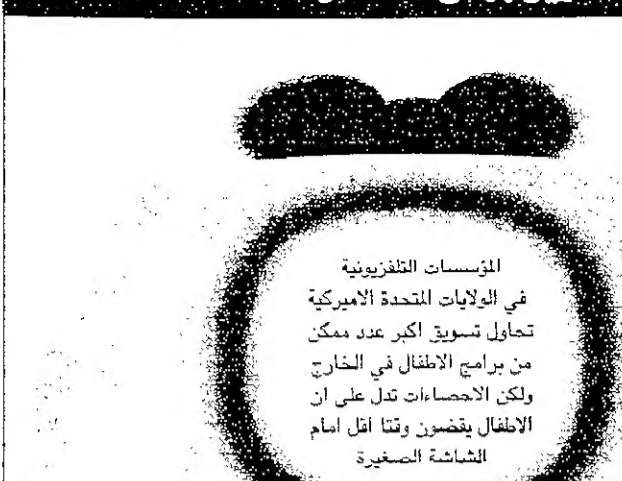 المؤسسات التلفزيونية
في الولايات المتحدة الاميركية
تحاول تسويق اكبر عدد ممكن
من برامج الاطفال في الخارج
ولكن الاحصاءات تدل على ان
الاطفال يقضون وقتا أقل امام
الشاشة الصغيرة